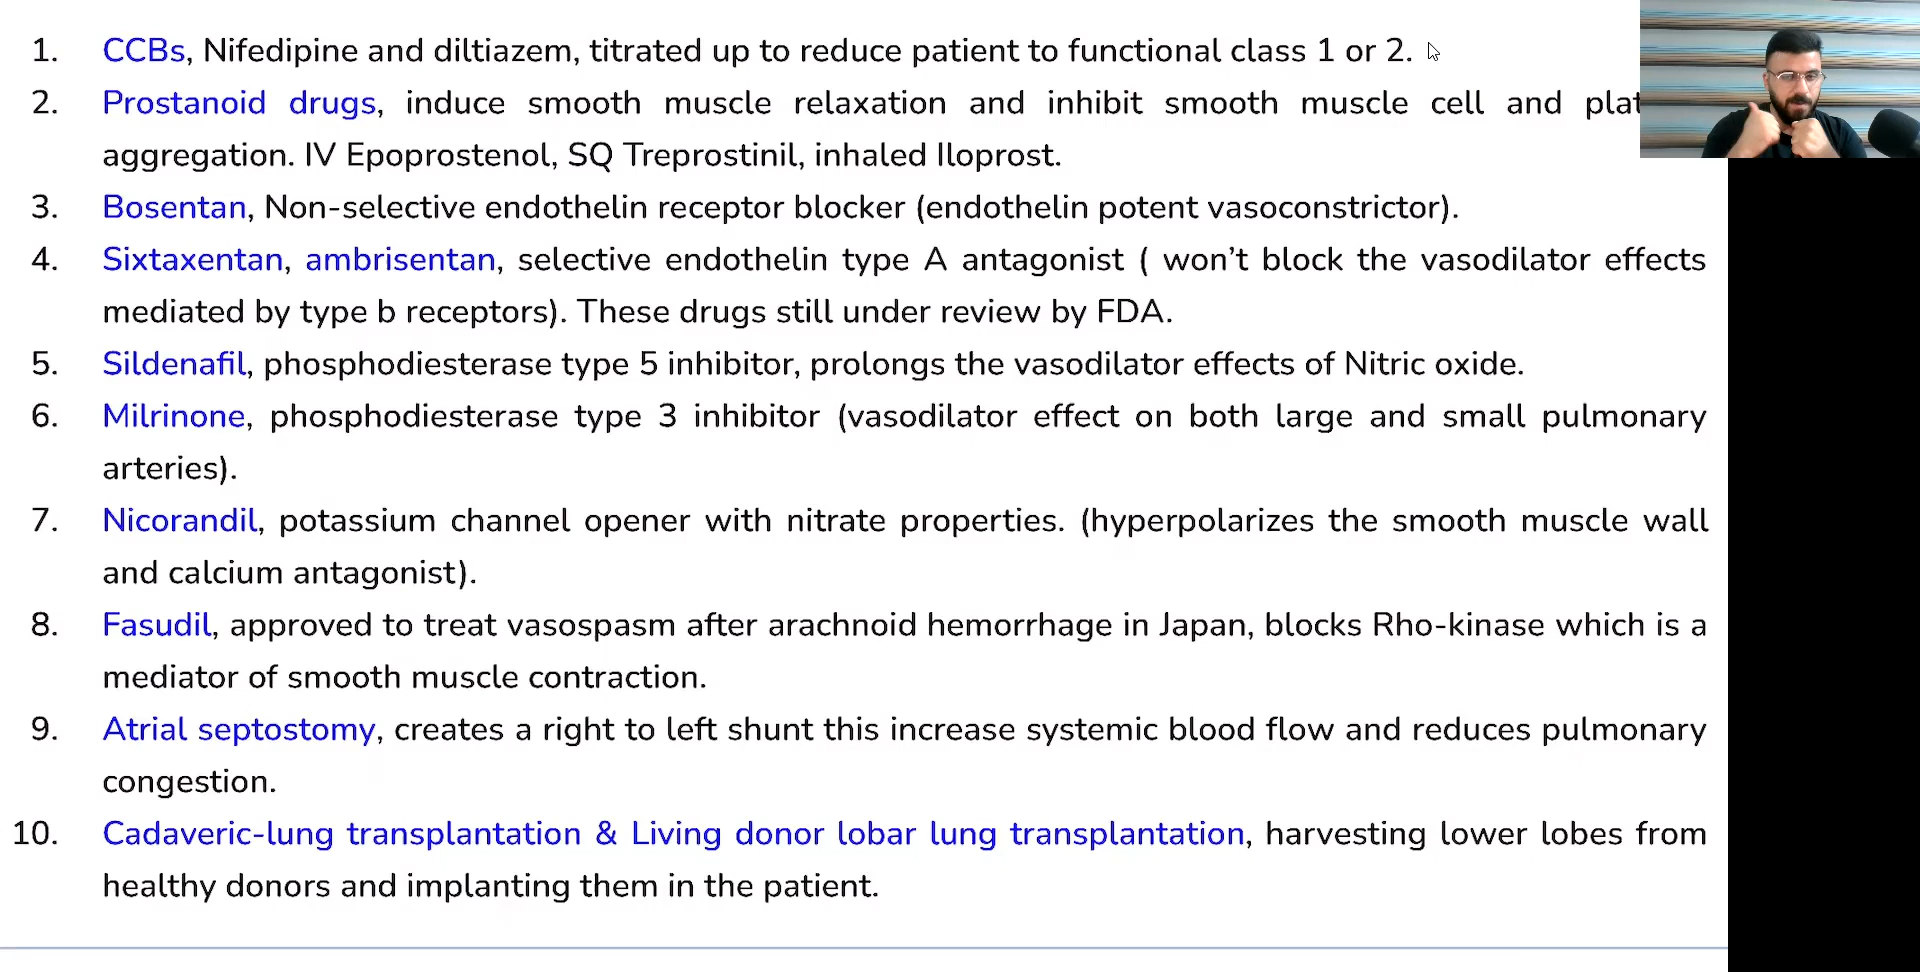 1. CCBs, Nifedipine and diltiazem, titrated up to reduce patient to functional class 1 or 2.
2. Prostanoid drugs, induce smooth muscle relaxation and inhibit smooth muscle cell and
aggregation. IV Epoprostenol, SQ Treprostinil, inhaled Iloprost.
3. Bosentan, Non-selective endothelin receptor blocker (endothelin potent vasoconstrictor).
4. Sixtaxentan, ambrisentan, selective endothelin type A antagonist ( won't block the vasodilator effects
mediated by type b receptors). These drugs still under review by FDA.
5. Sildenafil, phosphodiesterase type 5 inhibitor, prolongs the vasodilator effects of Nitric oxide.
6. Milrinone, phosphodiesterase type 3 inhibitor (vasodilator effect on both large and small pulmonary
arteries).
7. Nicorandil, potassium channel opener with nitrate properties. (hyperpolarizes the smooth muscle wall
and calcium antagonist).
8. Fasudil, approved to treat vasospasm after arachnoid hemorrhage in Japan, blocks Rho-kinase which is a
mediator of smooth muscle contraction.
9. Atrial septostomy, creates a right to left shunt this increase systemic blood flow and reduces pulmonary
congestion.
10. Cadaveric-lung transplantation & Living donor lobar lung transplantation, harvesting lower lobes from
healthy donors and implanting them in the patient.